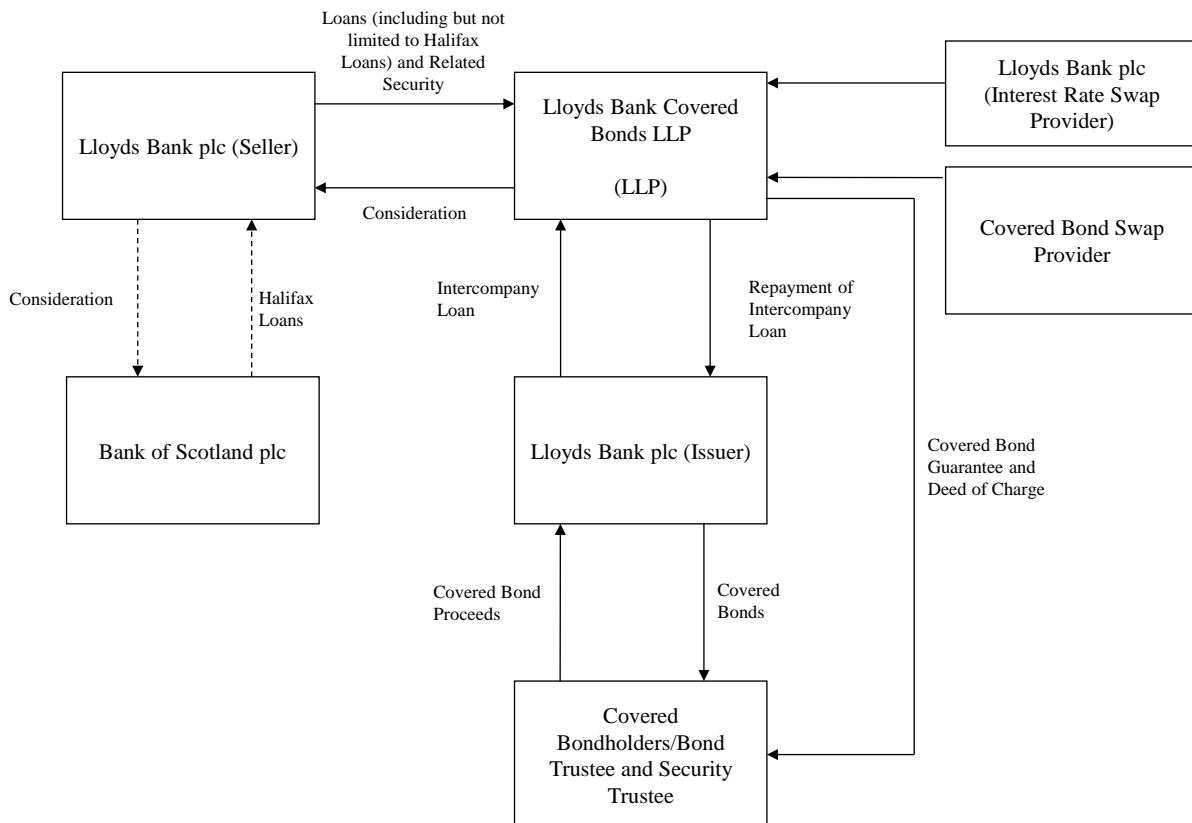 Loans (including but not
limited to Halifax
Loans) and Related
Security
Lloyds Bank plc (Seller)
Lloyds Bank Covered
Bonds LLP
(LLP)
Lloyds Bank plc
(Interest Rate Swap
Provider)
Consideration
Covered Bond Swap
Provider
Consideration
Halifax
Loans
Intercompany
Loan
Repayment of
Intercompany
Loan
Bank of Scotland plc
Lloyds Bank plc (Issuer)
Covered Bond
Guarantee and
Deed of Charge
Covered Bond
Proceeds
Covered
Bonds
Covered
Bondholders/Bond
Trustee and Security
Trustee